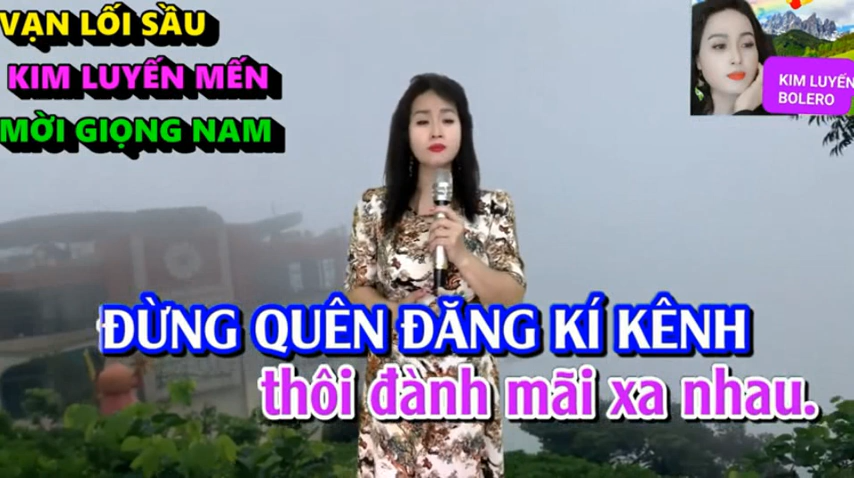 VẠN LỐI SẦU
KIM LUYẾN MẾN
MỜI GIỌNG NAM
KIM LUYẾN
BOLERO
ĐỪNG QUÊN ĐĂNG KÍ KÊNH
thôi đành mãi xa nhau.